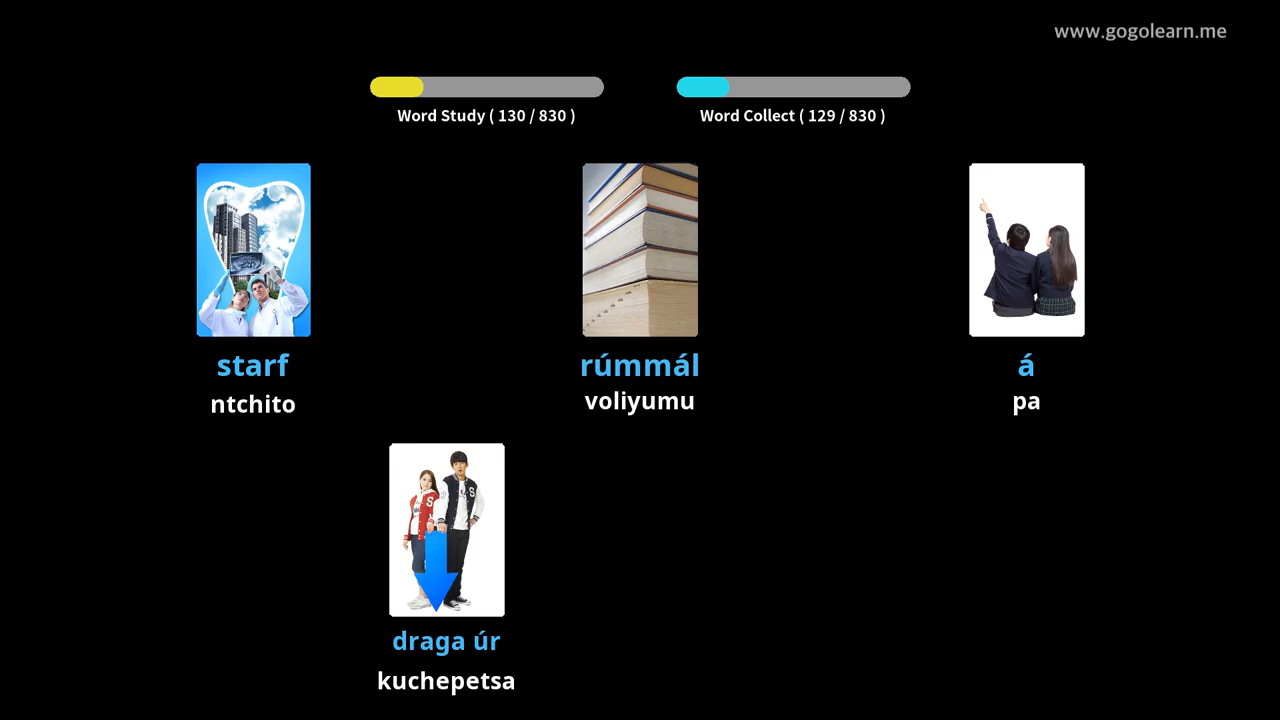 www.gogolearn.me
Word Study ( 130 / 830 )
Word Collect ( 129 / 830 )
starf
ntchito
rúmmál
voliyumu
á
pa
S
S
draga úr
kuchepetsa